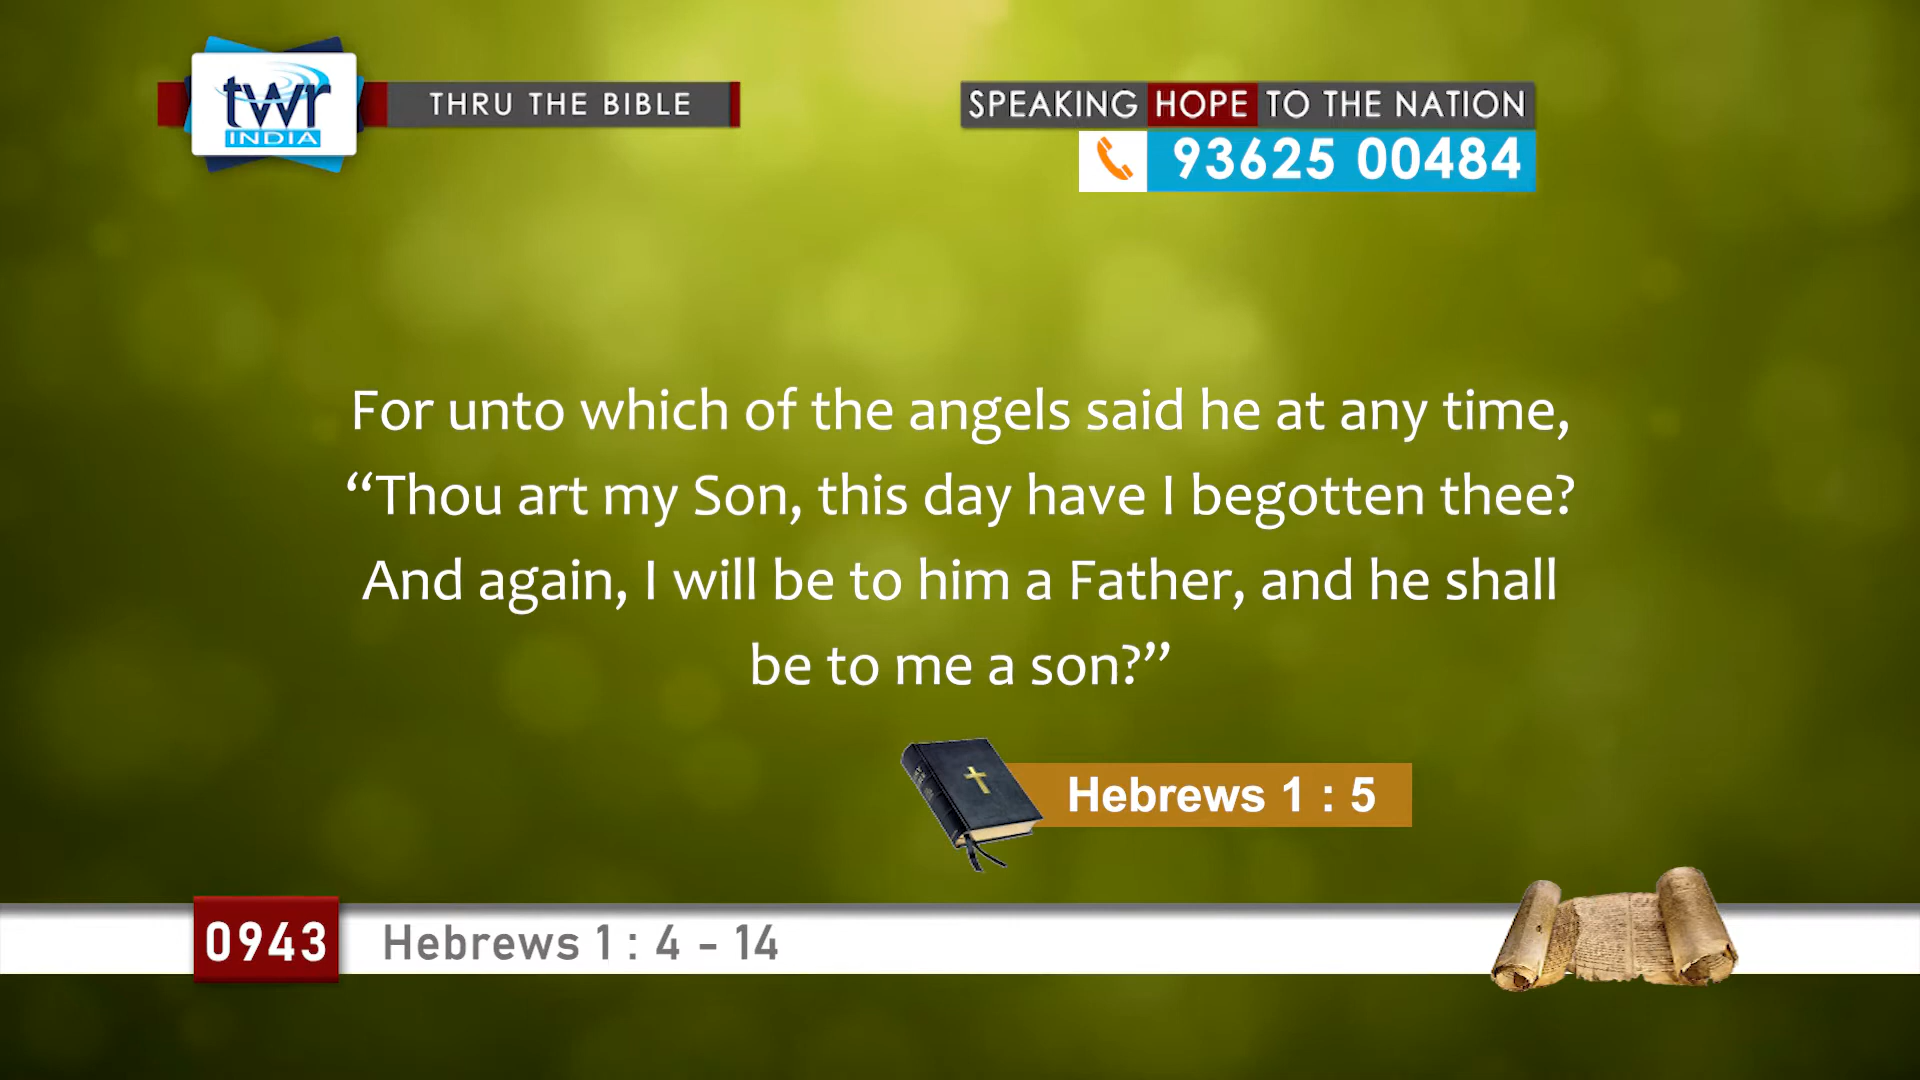 twr
INDIA
THRU THE BIBLE
SPEAKING HOPE TO THE NATION
93625 00484
For unto which of the angels said he at any time,
“Thou art my Son, this day have I begotten thee?
And again, I will be to him a Father, and he shall
be to me a son?”
Hebrews 1 : 5
0943
Hebrews 1 : 4 - 14